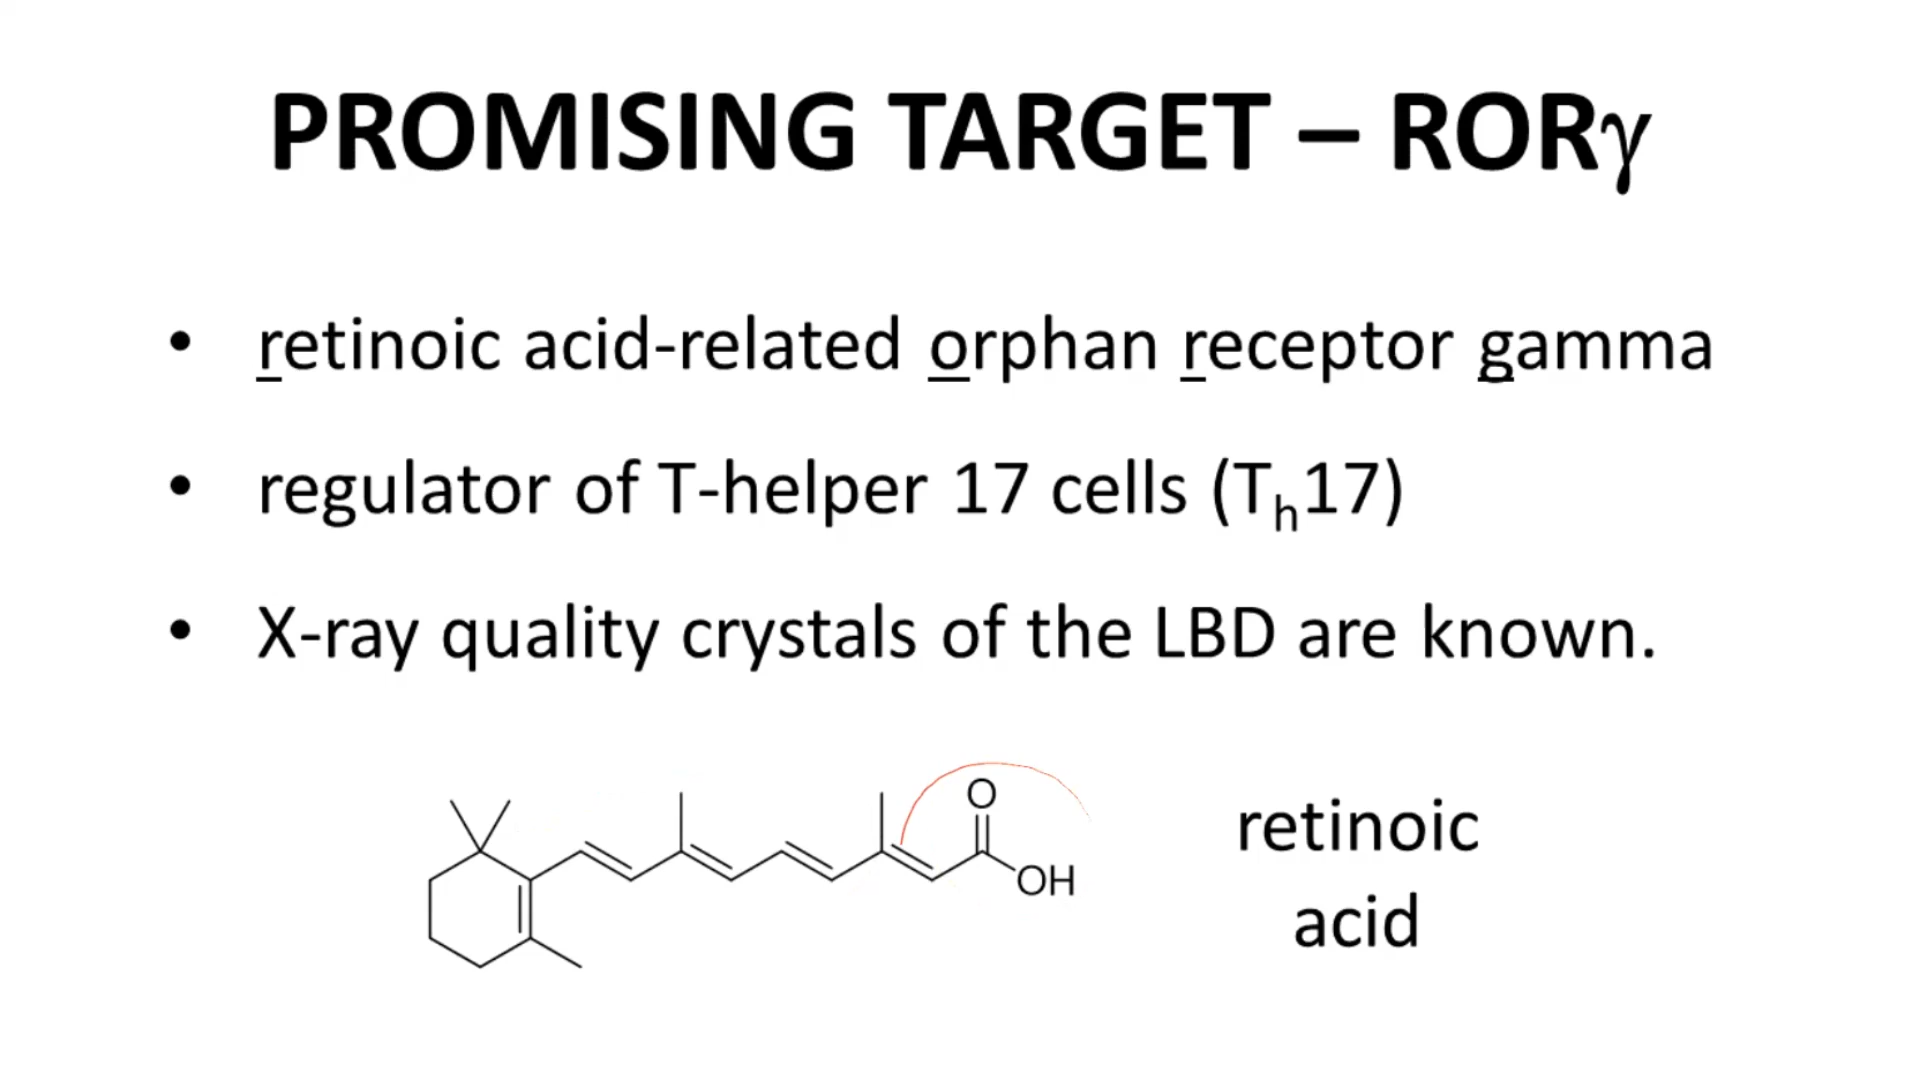 PROMISING TARGET – RORγ
• retinoic acid-related orphan receptor gamma
• regulator of T-helper 17 cells (Th17)
• X-ray quality crystals of the LBD are known.
O
OH
retinoic
acid